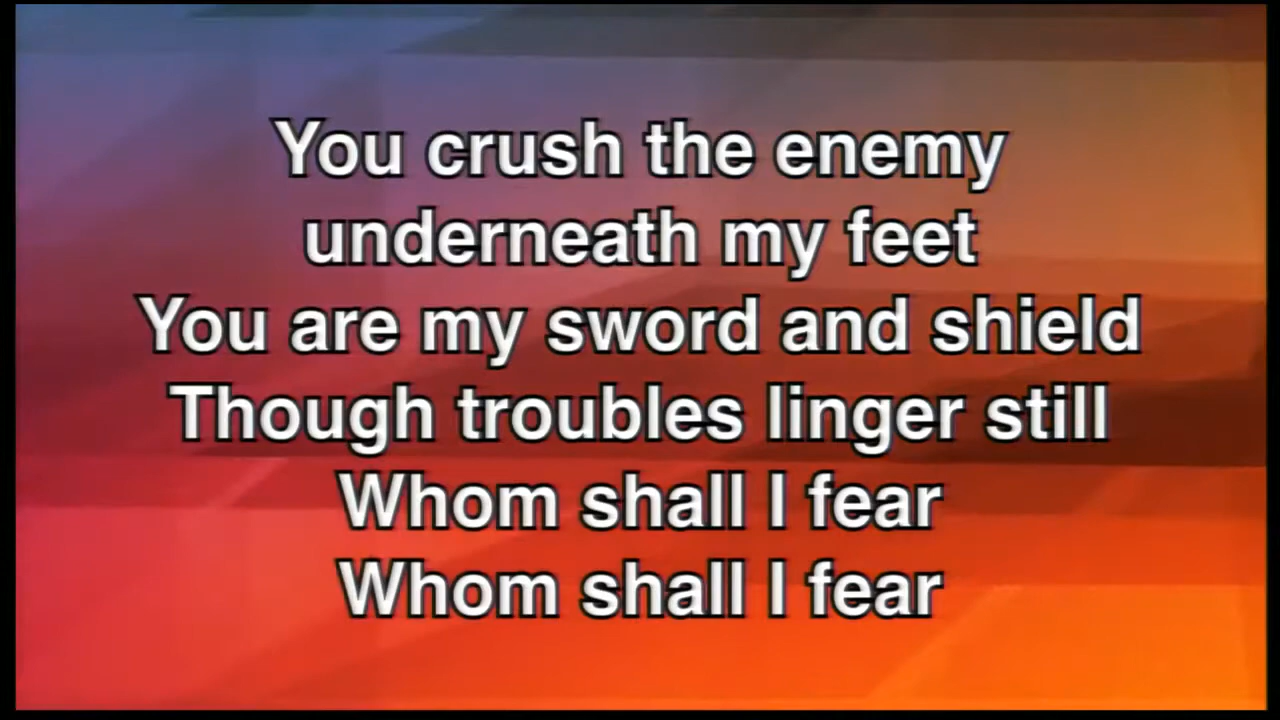 You crush the enemy
underneath my feet
You are my sword and shield
Though troubles linger still
Whom shall I fear
Whom shall I fear